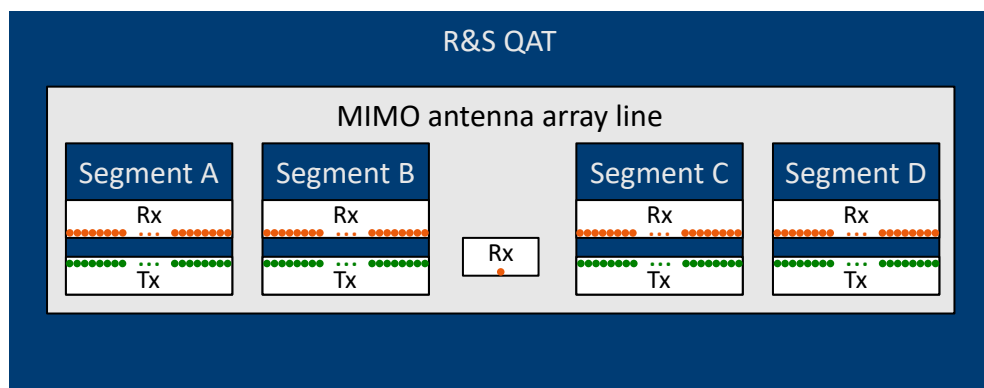 R&S QAT
MIMO antenna array line
Segment A
Segment B
Segment C
Segment D
Rx
Rx
Rx
Rx
...
...
...
...
Rx
...
...
...
...
Tx
Tx
Tx
Tx